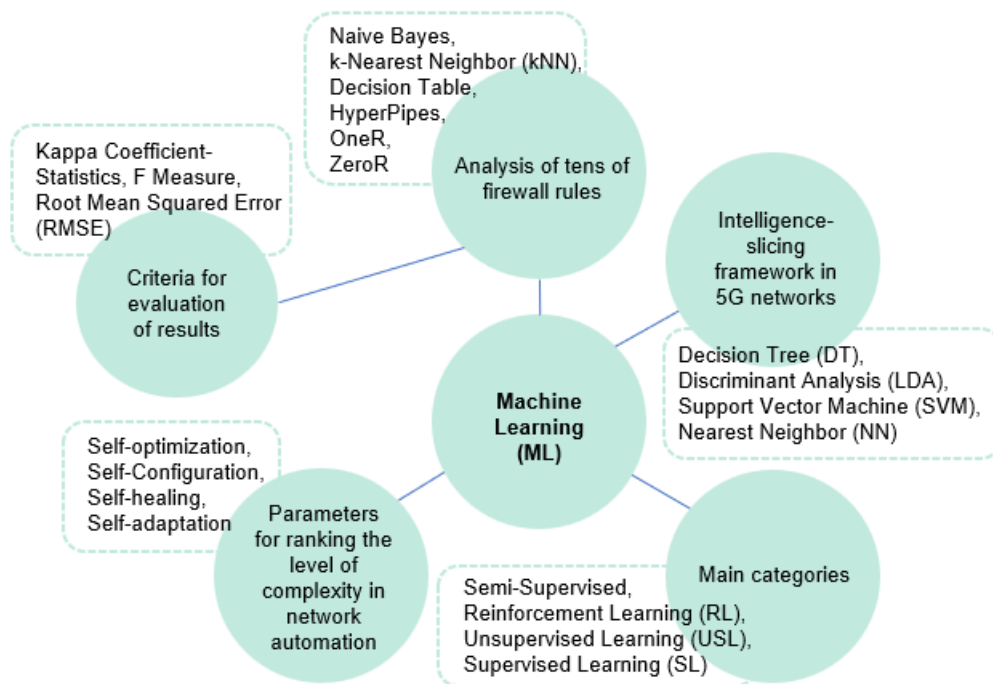 Naive Bayes,
k-Nearest Neighbor (kNN),
Decision Table,
HyperPipes,
OneR,
ZeroR
Analysis of tens of
firewall rules
Kappa Coefficient-
Statistics, F Measure,
Root Mean Squared Error
(RMSE)
Criteria for
evaluation
of results
Intelligence-
slicing
framework in
5G networks
Decision Tree (DT),
Discriminant Analysis (LDA),
Support Vector Machine (SVM),
Nearest Neighbor (NN)
Machine
Learning
(ML)
Self-optimization,
Self-Configuration,
Self-healing,
Self-adaptation
Parameters
for ranking the
level of
complexity in
network
automation
Main categories
Semi-Supervised,
Reinforcement Learning (RL),
Unsupervised Learning (USL),
Supervised Learning (SL)